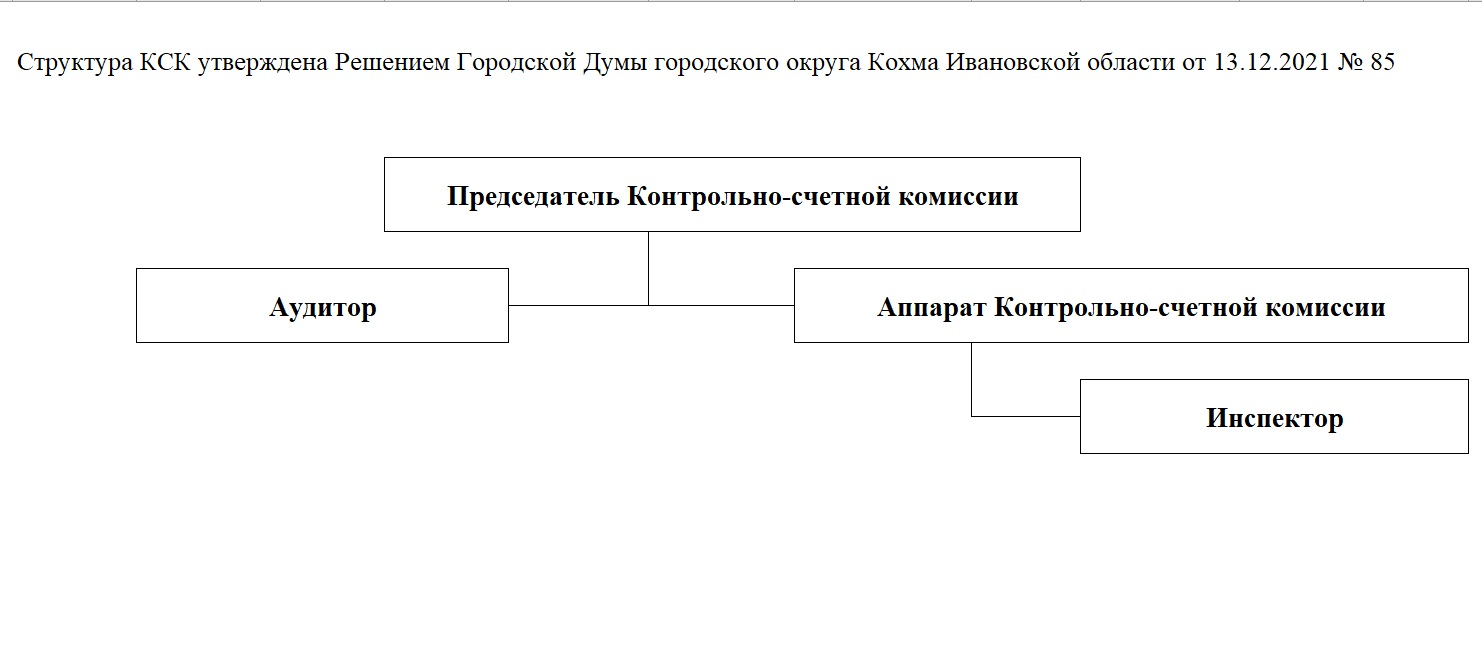 Структура КСК утверждена Решением Городской Думы городского округа Кохма Ивановской области от 13.12.2021 № 85
Председатель Контрольно-счетной комиссии
Аудитор
Аппарат Контрольно-счетной комиссии
Инспектор